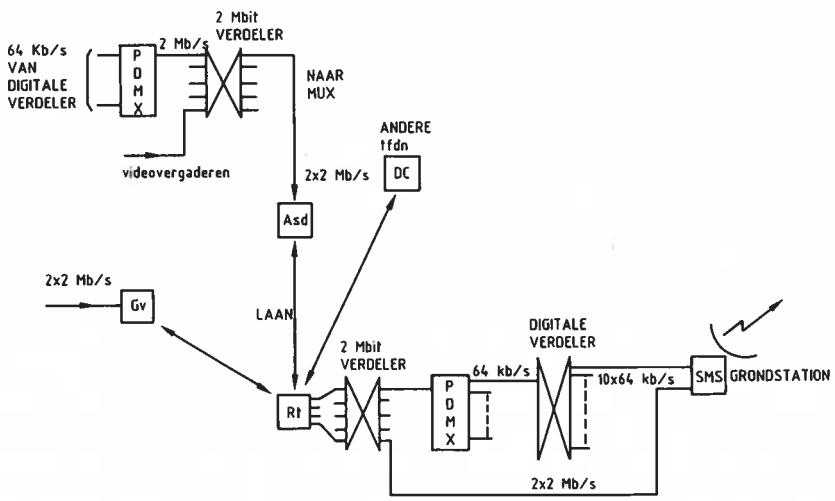 2 Mbit
VERDELER
64 Kb/s
VAN
DIGITALE
VERDELER
P
D
M
X
2 Mb/s
NAAR
MUX
videovergaderen
ANDERE
tfdn
DC
2x2 Mb/s
Asd
2x2 Mb/s
Gv
LAAN
2 Mbit
VERDELER
Rt
P
D
M
X
64 kb/s
DIGITALE
VERDELER
10x64 kb/s
SMS GRONDSTATION
2x2 Mb/s